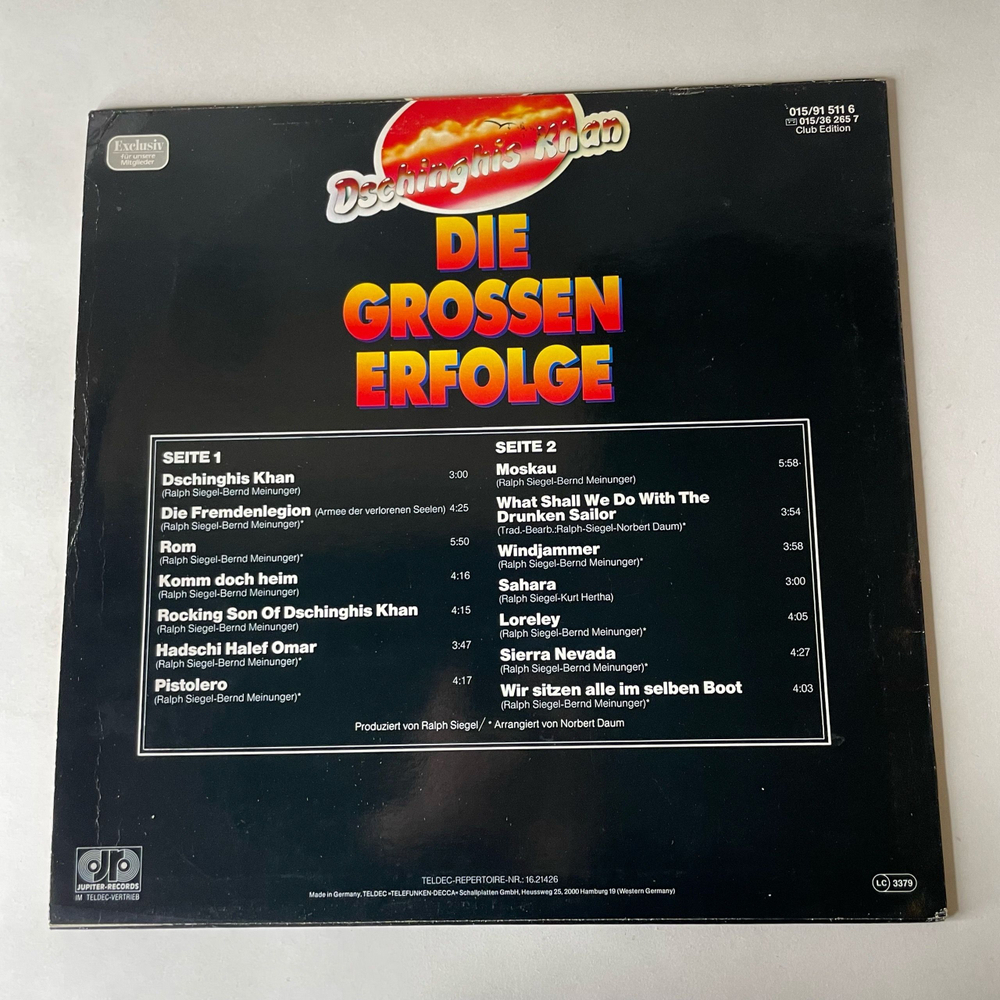 Exclusiv
für unsere
Mitglieder
Dschinghis Khan
015/91 511 6
015/36 265 7
Club Edition
DIE
GROSSEN
ERFOLGE
SEITE 1
Dschinghis Khan 3:00
(Ralph Siegel-Bernd Meinunger)
Die Fremdenlegion (Armee der verlorenen Seelen) 4:25
(Ralph Siegel-Bernd Meinunger)*
Rom 5:50
(Ralph Siegel-Bernd Meinunger)*
Komm doch heim 4:16
(Ralph Siegel-Bernd Meinunger)
Rocking Son Of Dschinghis Khan 4:15
(Ralph Siegel-Bernd Meinunger)
Hadschi Halef Omar 3:47
(Ralph Siegel-Bernd Meinunger)*
Pistolero 4:17
(Ralph Siegel-Bernd Meinunger)*
SEITE 2
Moskau 5:58
(Ralph Siegel-Bernd Meinunger)
What Shall We Do With The
Drunken Sailor 3:54
(Trad.-Bearb.:Ralph-Siegel-Norbert Daum)*
Windjammer 3:58
(Ralph Siegel-Bernd Meinunger)*
Sahara 3:00
(Ralph Siegel-Kurt Hertha)
Loreley 4:05
(Ralph Siegel-Bernd Meinunger)*
Sierra Nevada 4:27
(Ralph Siegel-Bernd Meinunger)*
Wir sitzen alle im selben Boot 4:03
(Ralph Siegel-Bernd Meinunger)*
Produziert von Ralph Siegel/ * Arrangiert von Norbert Daum
jr
JUPITER-RECORDS
IM TELDEC-VERTRIEB
TELDEC-REPERTOIRE-NR.: 16.21426
Made in Germany, TELDEC »TELEFUNKEN-DECCA« Schallplatten GmbH, Heussweg 25, 2000 Hamburg 19 (Western Germany)
LC 3379